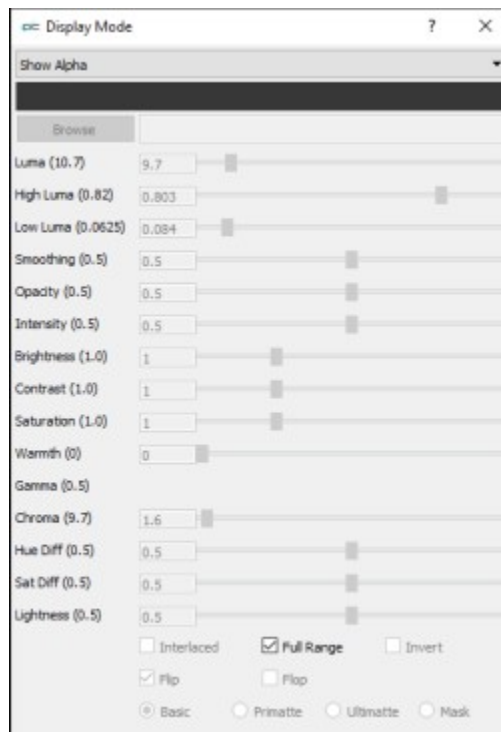 Display Mode ? ×
Show Alpha
Browse
Luma (10.7) 9.7
High Luma (0.82) 0.803
Low Luma (0.0625) 0.084
Smoothing (0.5) 0.5
Opacity (0.5) 0.5
Intensity (0.5) 0.5
Brightness (1.0) 1
Contrast (1.0) 1
Saturation (1.0) 1
Warmth (0) 0
Gamma (0.5)
Chroma (9.7) 1.6
Hue Diff (0.5) 0.5
Sat Diff (0.5) 0.5
Lightness (0.5) 0.5
Interlaced Full Range Invert
Flip Flop
Basic Primatte Ultimatte Mask